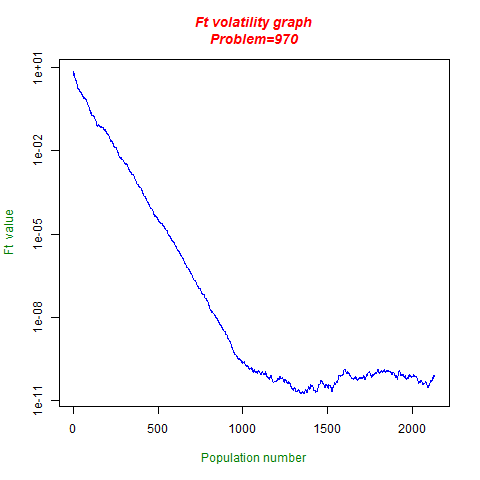 Ft volatility graph
Problem=970
Ft value
1e+01
1e-02
1e-05
1e-08
1e-11
0
500
1000
1500
2000
Population number